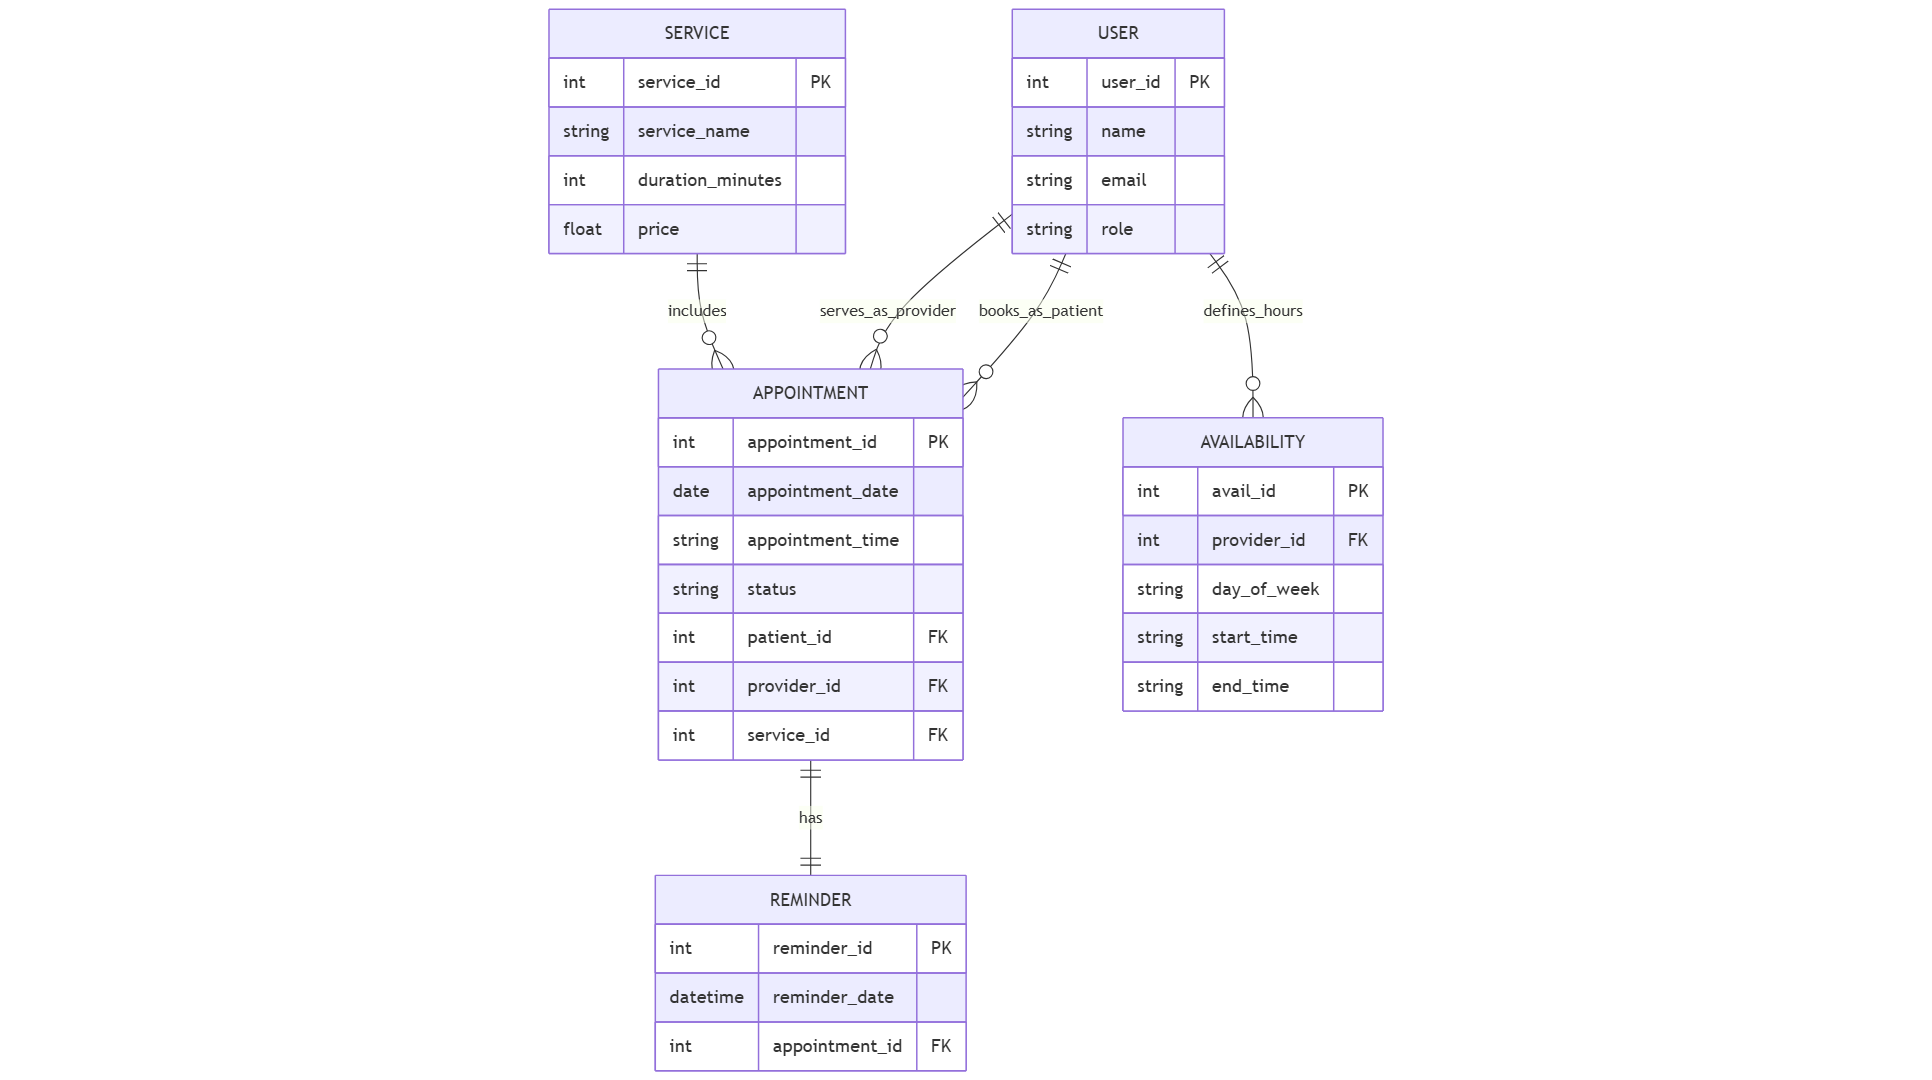 SERVICE
int service_id PK
string service_name
int duration_minutes
float price
USER
int user_id PK
string name
string email
string role
includes
serves_as_provider
books_as_patient
defines_hours
APPOINTMENT
int appointment_id PK
date appointment_date
string appointment_time
string status
int patient_id FK
int provider_id FK
int service_id FK
AVAILABILITY
int avail_id PK
int provider_id FK
string day_of_week
string start_time
string end_time
has
REMINDER
int reminder_id PK
datetime reminder_date
int appointment_id FK